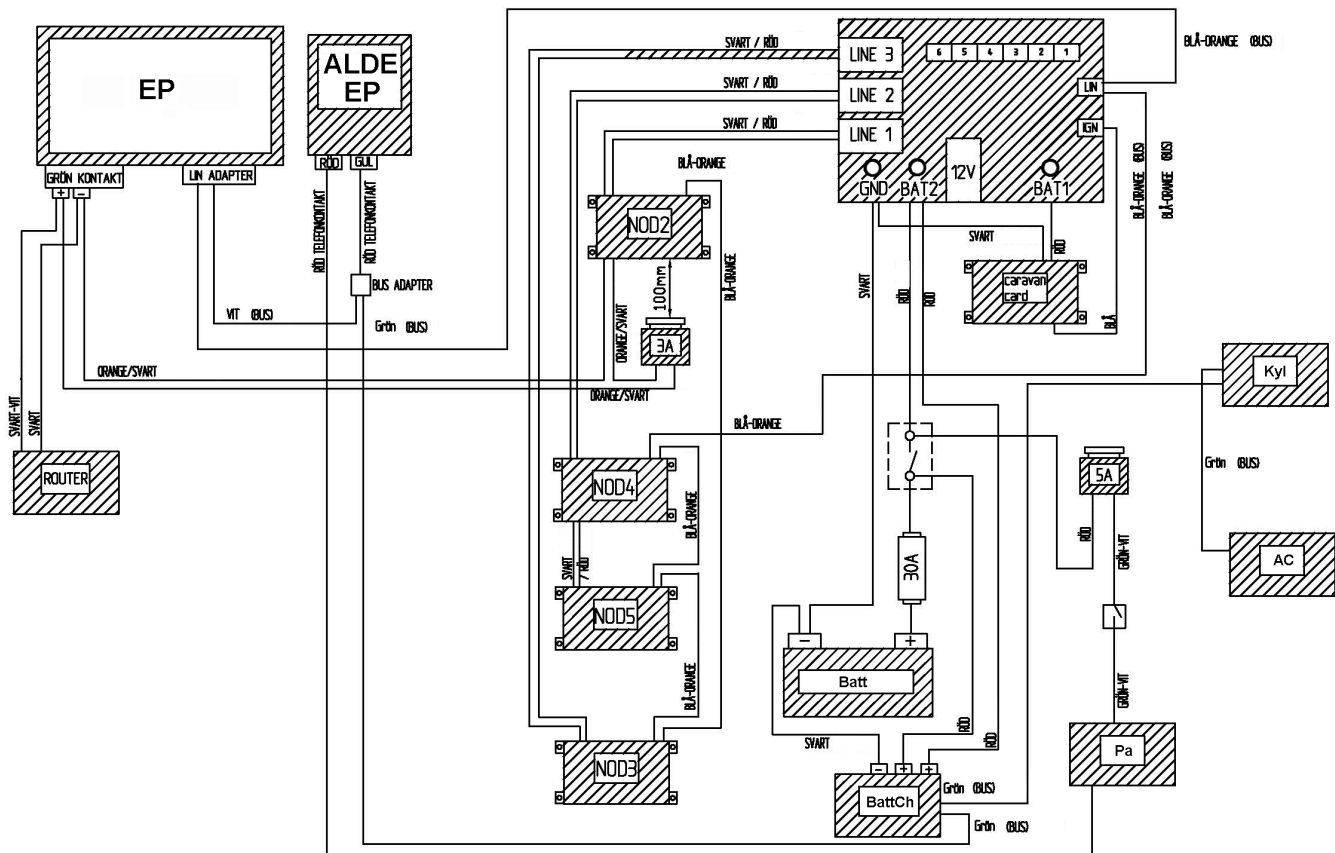 EP
GRÖN KONTAKT
+
−
LIN ADAPTER
ALDE
EP
RÖD
GUL
SVART / RÖD
SVART / RÖD
SVART / RÖD
LINE 3
LINE 2
LINE 1
6 5 4 3 2 1
LIN
IGN
GND
BAT2
12V
BAT1
BLÅ-ORANGE (BUS)
BLÅ-ORANGE (BUS)
BLÅ-ORANGE (BUS)
RÖD TELEFONKONTAKT
RÖD TELEFONKONTAKT
BUS ADAPTER
VIT (BUS)
Grön (BUS)
BLÅ-ORANGE
NOD2
BLÅ-ORANGE
100mm
3A
ORANGE/SVART
ORANGE/SVART
ORANGE/SVART
SVART-VIT
SVART
ROUTER
SVART
RÖD
caravan
card
BLÅ
SVART
RÖD
RÖD
BLÅ-ORANGE
NOD4
BLÅ-ORANGE
SVART
/ RÖD
NOD5
BLÅ-ORANGE
NOD3
30A
−
+
Batt
SVART
RÖD
RÖD
−
+
+
BattCh
Grön (BUS)
Grön (BUS)
Kyl
Grön (BUS)
AC
5A
RÖD
GRÖN-VIT
GRÖN-VIT
Pa